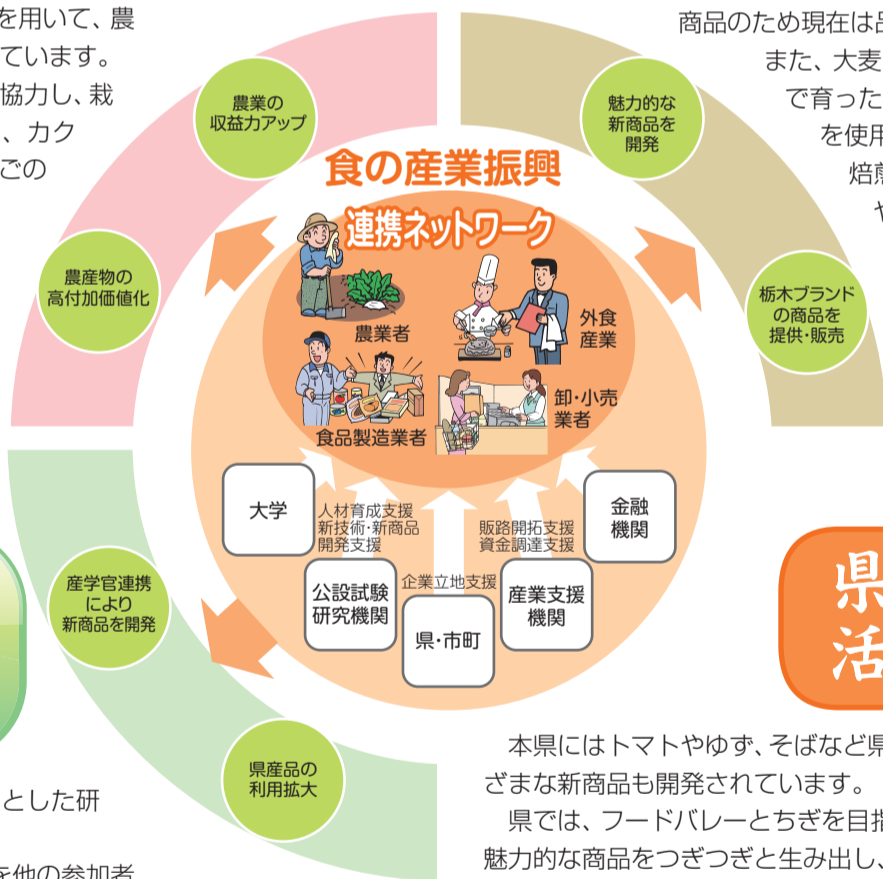 を用いて、農
ています。
協力し、栽
、カク
ごの
商品のため現在は品
また、大麦
で育った
を使用
焙煎
や
農業の
収益力アップ
魅力的な
新商品を
開発
農産物の
高付加価値化
栃木ブランド
の商品を
提供・販売
食の産業振興
連携ネットワーク
農業者
外食
産業
食品製造業者
卸・小売
業者
大学
人材育成支援
新技術・新商品
開発支援
販路開拓支援
資金調達支援
金融
機関
公設試験
研究機関
企業立地支援
県・市町
産業支援
機関
産学官連携
により
新商品を開発
県産品の
利用拡大
県
活
とした研
を他の参加者
本県にはトマトやゆず、そばなど県
ざまな新商品も開発されています。
県では、フードバレーとちぎを目指
魅力的な商品をつぎつぎと生み出し、